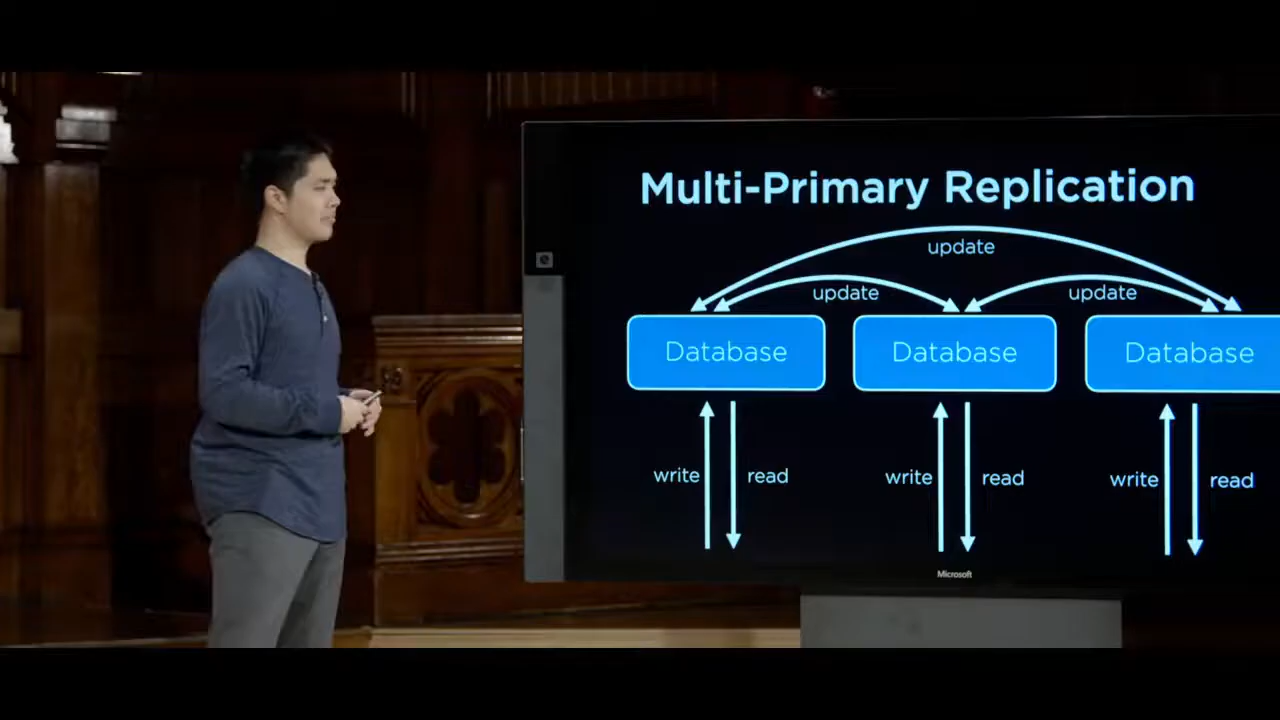 Multi-Primary Replication
update
update
update
Database
Database
Database
write
read
write
read
write
read
Microsoft